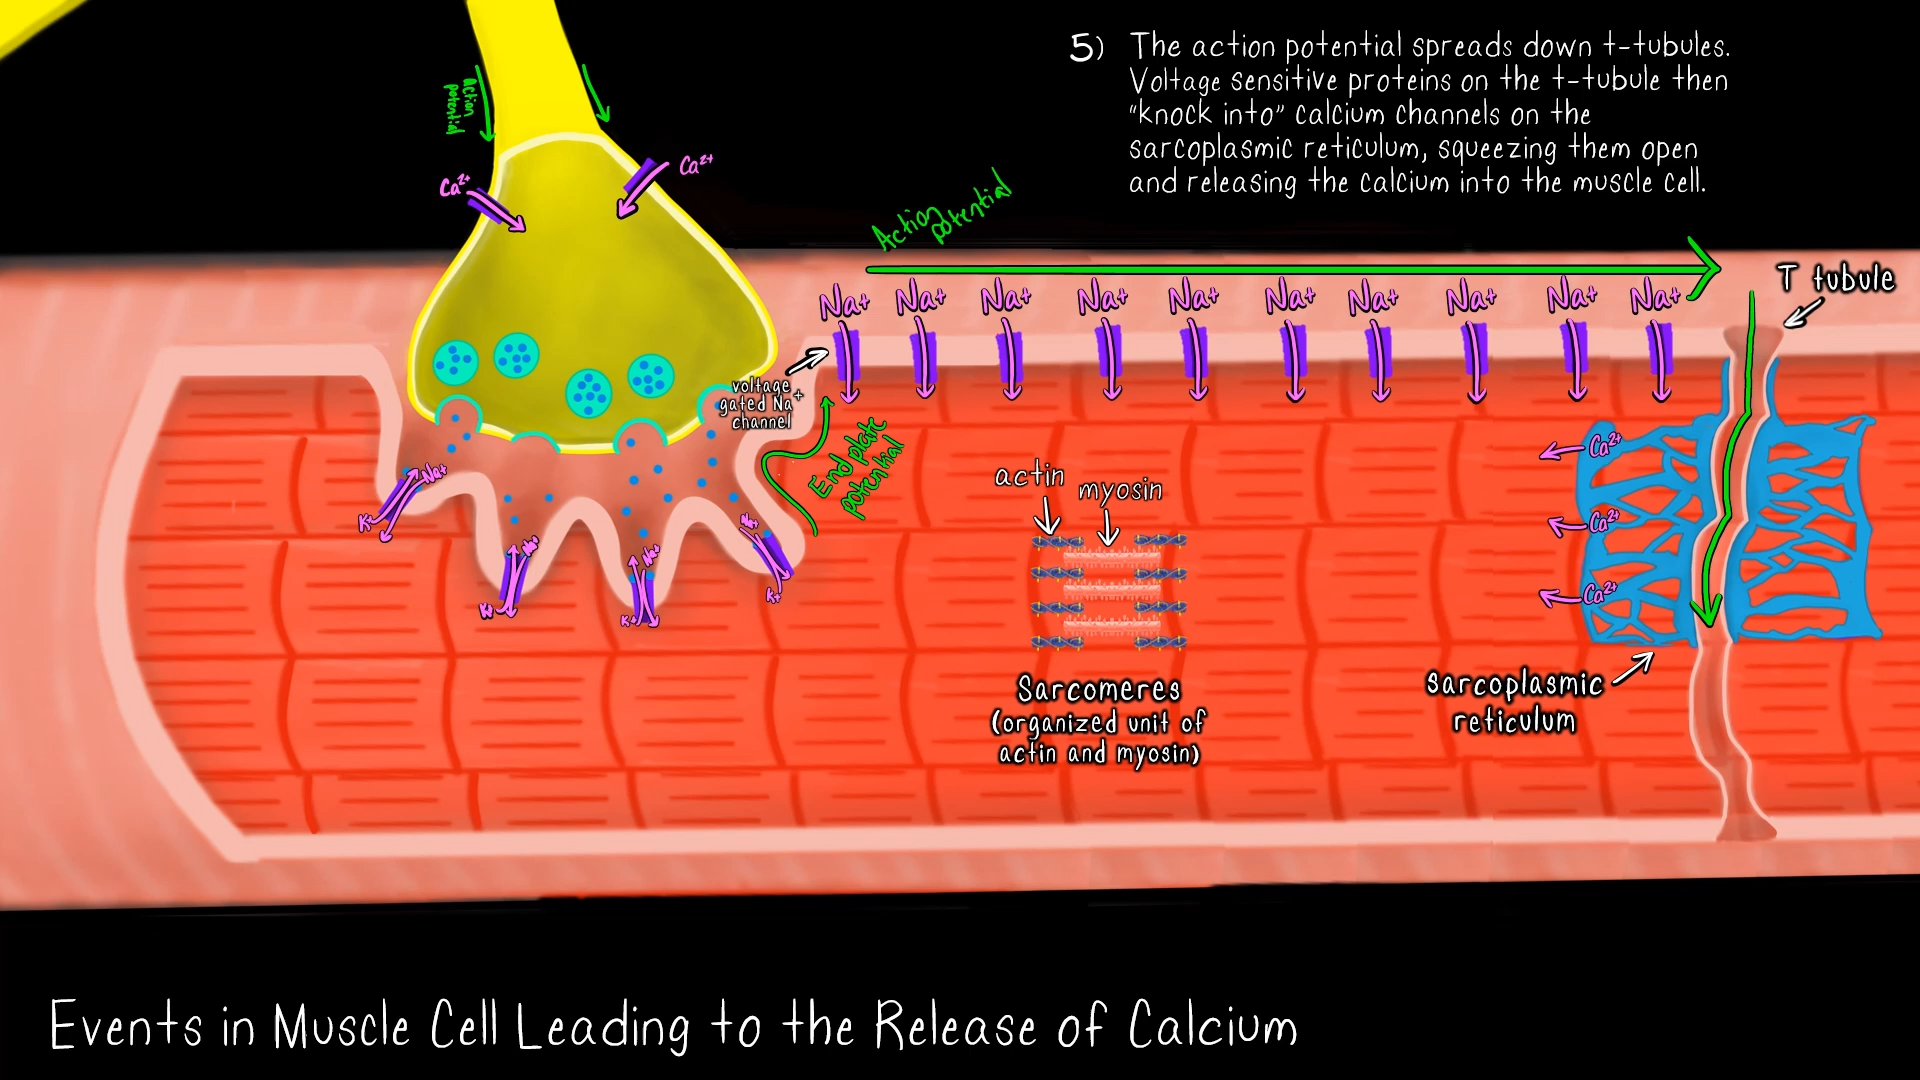 5) The action potential spreads down t-tubules.
Voltage sensitive proteins on the t-tubule then
"knock into" calcium channels on the
sarcoplasmic reticulum, squeezing them open
and releasing the calcium into the muscle cell.
Action
potential
Ca²⁺
Ca²⁺
Action
potential
T tubule
Na⁺
Na⁺
Na⁺
Na⁺
Na⁺
Na⁺
Na⁺
Na⁺
Na⁺
Na⁺
voltage
gated Na⁺
channel
End plate
potential
Na⁺
K⁺
Na⁺
K⁺
Na⁺
K⁺
Na⁺
K⁺
actin
myosin
Ca²⁺
Ca²⁺
Ca²⁺
Sarcomeres
(organized unit of
actin and myosin)
sarcoplasmic
reticulum
Events in Muscle Cell Leading to the Release of Calcium